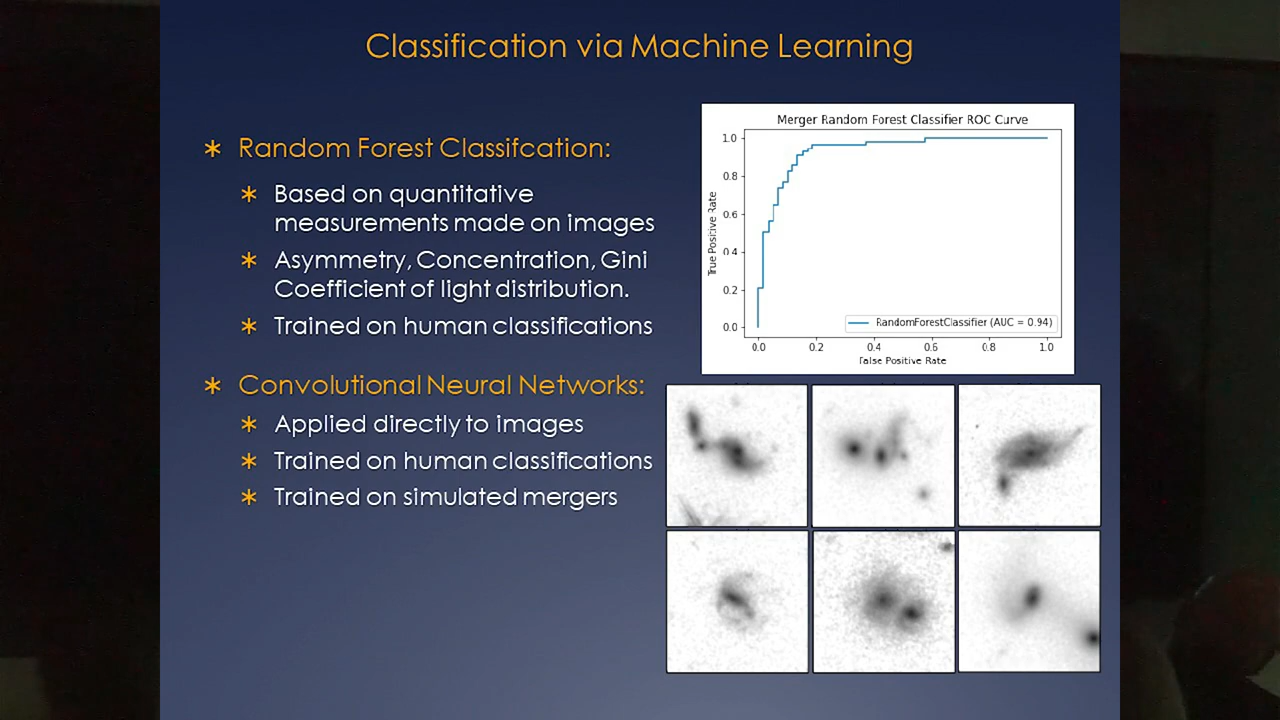 Classification via Machine Learning
Random Forest Classifcation:
Based on quantitative
measurements made on images
Asymmetry, Concentration, Gini
Coefficient of light distribution.
Trained on human classifications
Convolutional Neural Networks:
Applied directly to images
Trained on human classifications
Trained on simulated mergers
Merger Random Forest Classifier ROC Curve
True Positive Rate
1.0
0.8
0.6
0.4
0.2
0.0
RandomForestClassifier (AUC = 0.94)
0.0 0.2 0.4 0.6 0.8 1.0
False Positive Rate